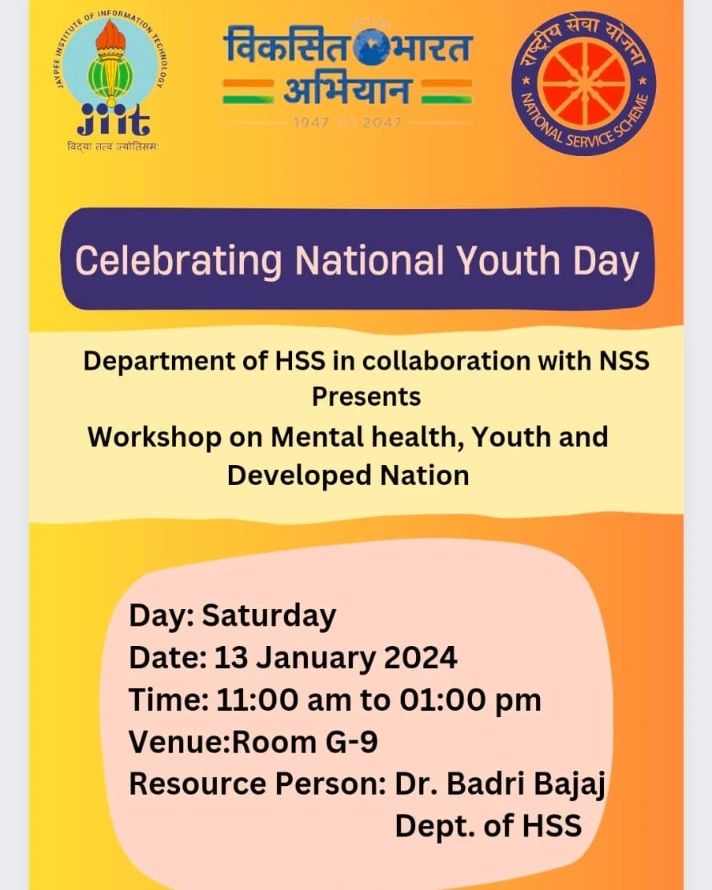 JAYPEE INSTITUTE OF INFORMATION TECHNOLOGY
jiit
विद्या तत्व ज्योतिसमः
विकसित भारत
अभियान
1947 TO 2047
राष्ट्रीय सेवा योजना
NATIONAL SERVICE SCHEME
Celebrating National Youth Day
Department of HSS in collaboration with NSS
Presents
Workshop on Mental health, Youth and
Developed Nation
Day: Saturday
Date: 13 January 2024
Time: 11:00 am to 01:00 pm
Venue:Room G-9
Resource Person: Dr. Badri Bajaj
Dept. of HSS